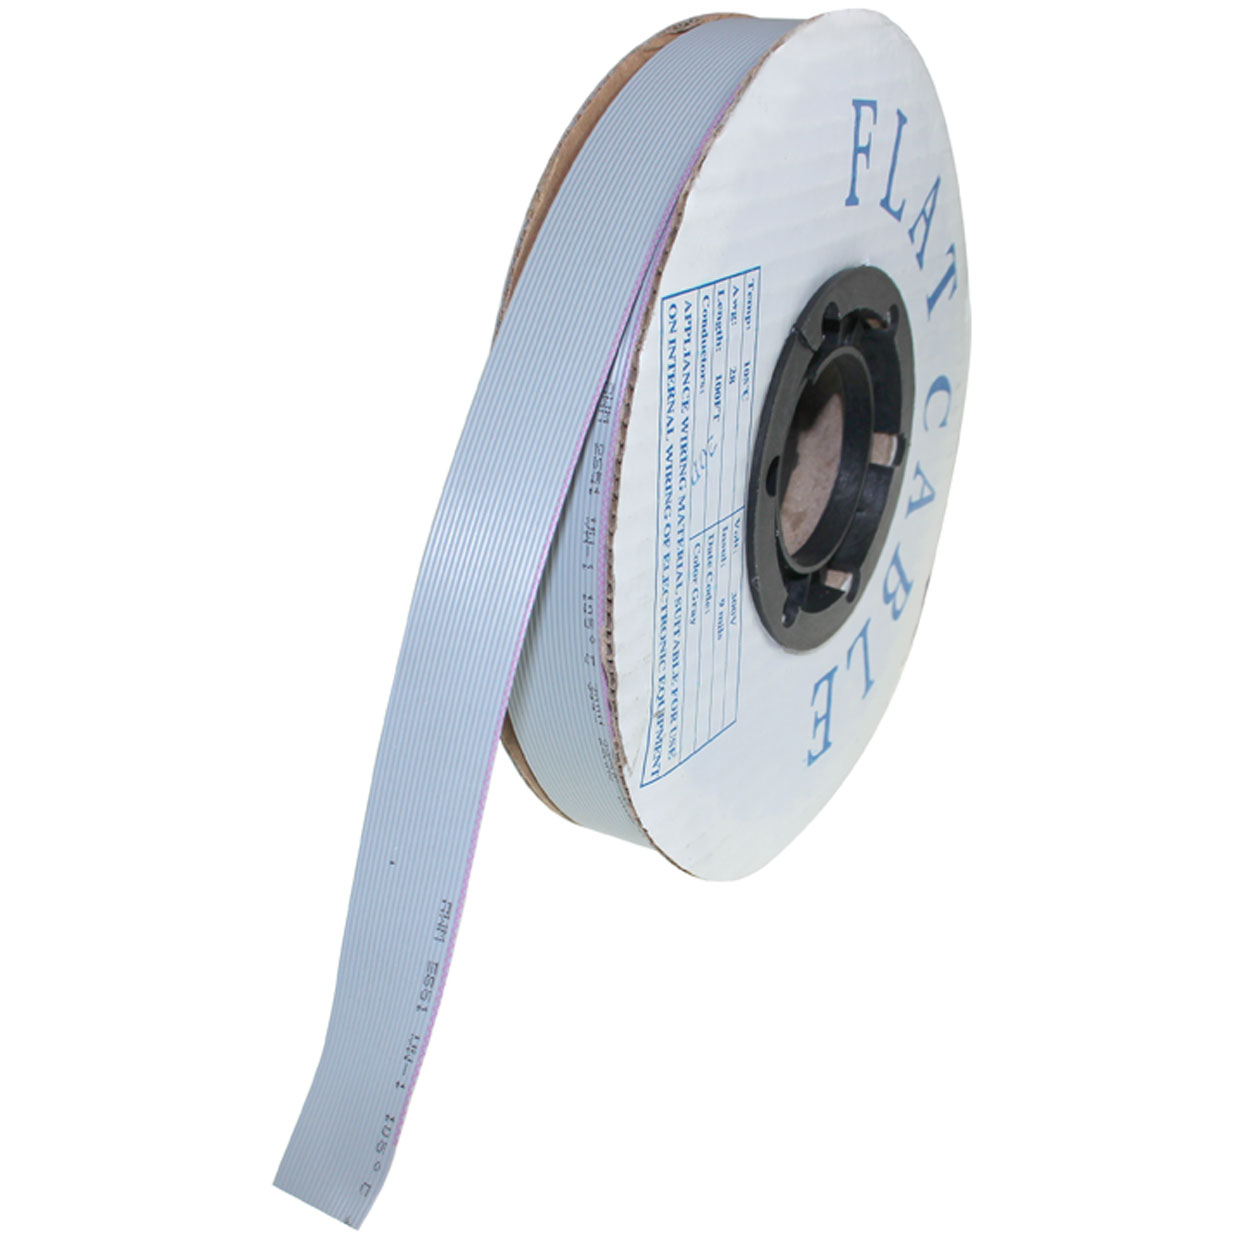 FLAT CABLE
Temp: 105°C Volt: 300V
Awg: 28 Insul: 9 mils
Length: 100FT Date Code:
Conductors: Color Gray
APPLIANCE WIRING MATERIAL SUITABLE FOR USE
ON INTERNAL WIRING OF ELECTRONIC EQUIPMENT
AWM 2651 VW-1 105°C 300V
AWM 2651 VW-1 105°C